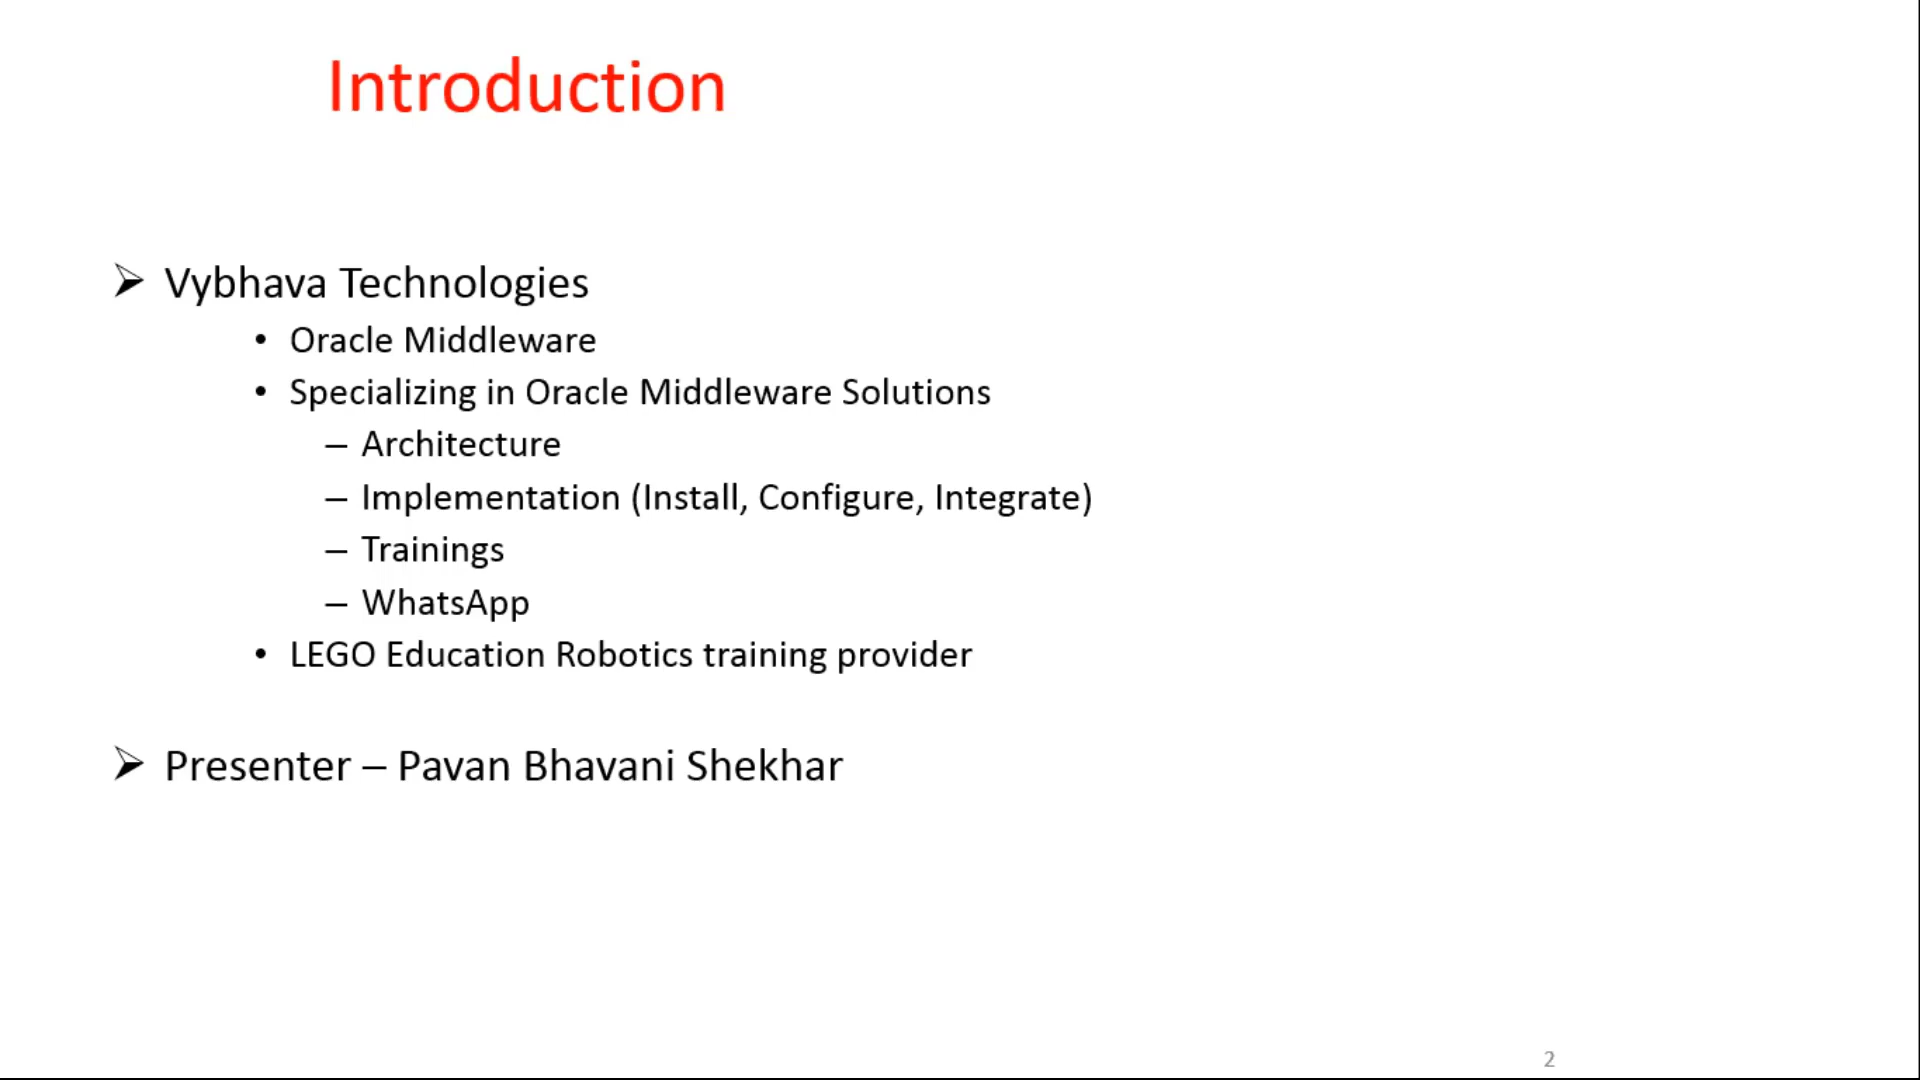 Introduction
➢ Vybhava Technologies
• Oracle Middleware
• Specializing in Oracle Middleware Solutions
– Architecture
– Implementation (Install, Configure, Integrate)
– Trainings
– WhatsApp
• LEGO Education Robotics training provider
➢ Presenter – Pavan Bhavani Shekhar
2